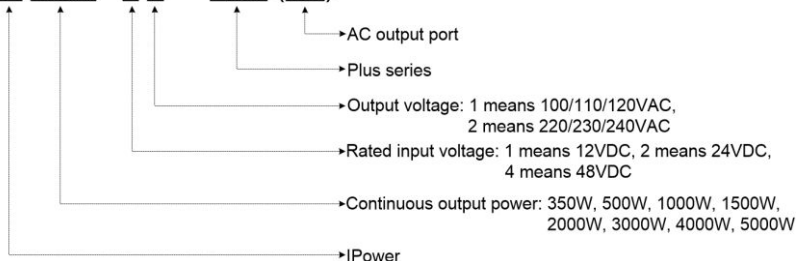 AC output port
Plus series
Output voltage: 1 means 100/110/120VAC,
2 means 220/230/240VAC
Rated input voltage: 1 means 12VDC, 2 means 24VDC,
4 means 48VDC
Continuous output power: 350W, 500W, 1000W, 1500W,
2000W, 3000W, 4000W, 5000W
IPower